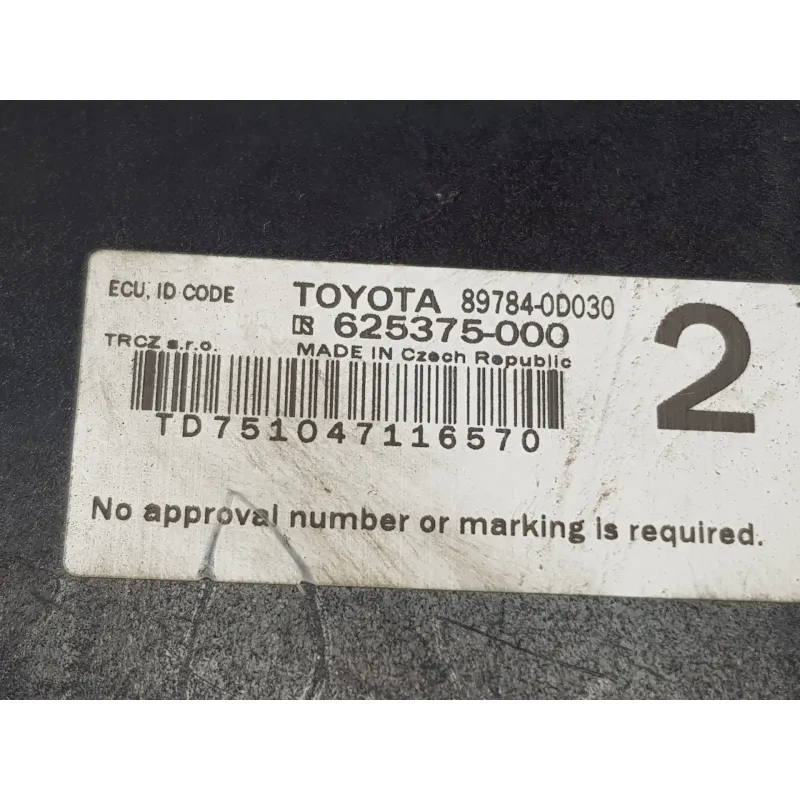 ECU, ID CODE TOYOTA 89784-0D030
625375-000
2
TRCZ s.r.o. MADE IN Czech Republic
TD751047116570
No approval number or marking is required.